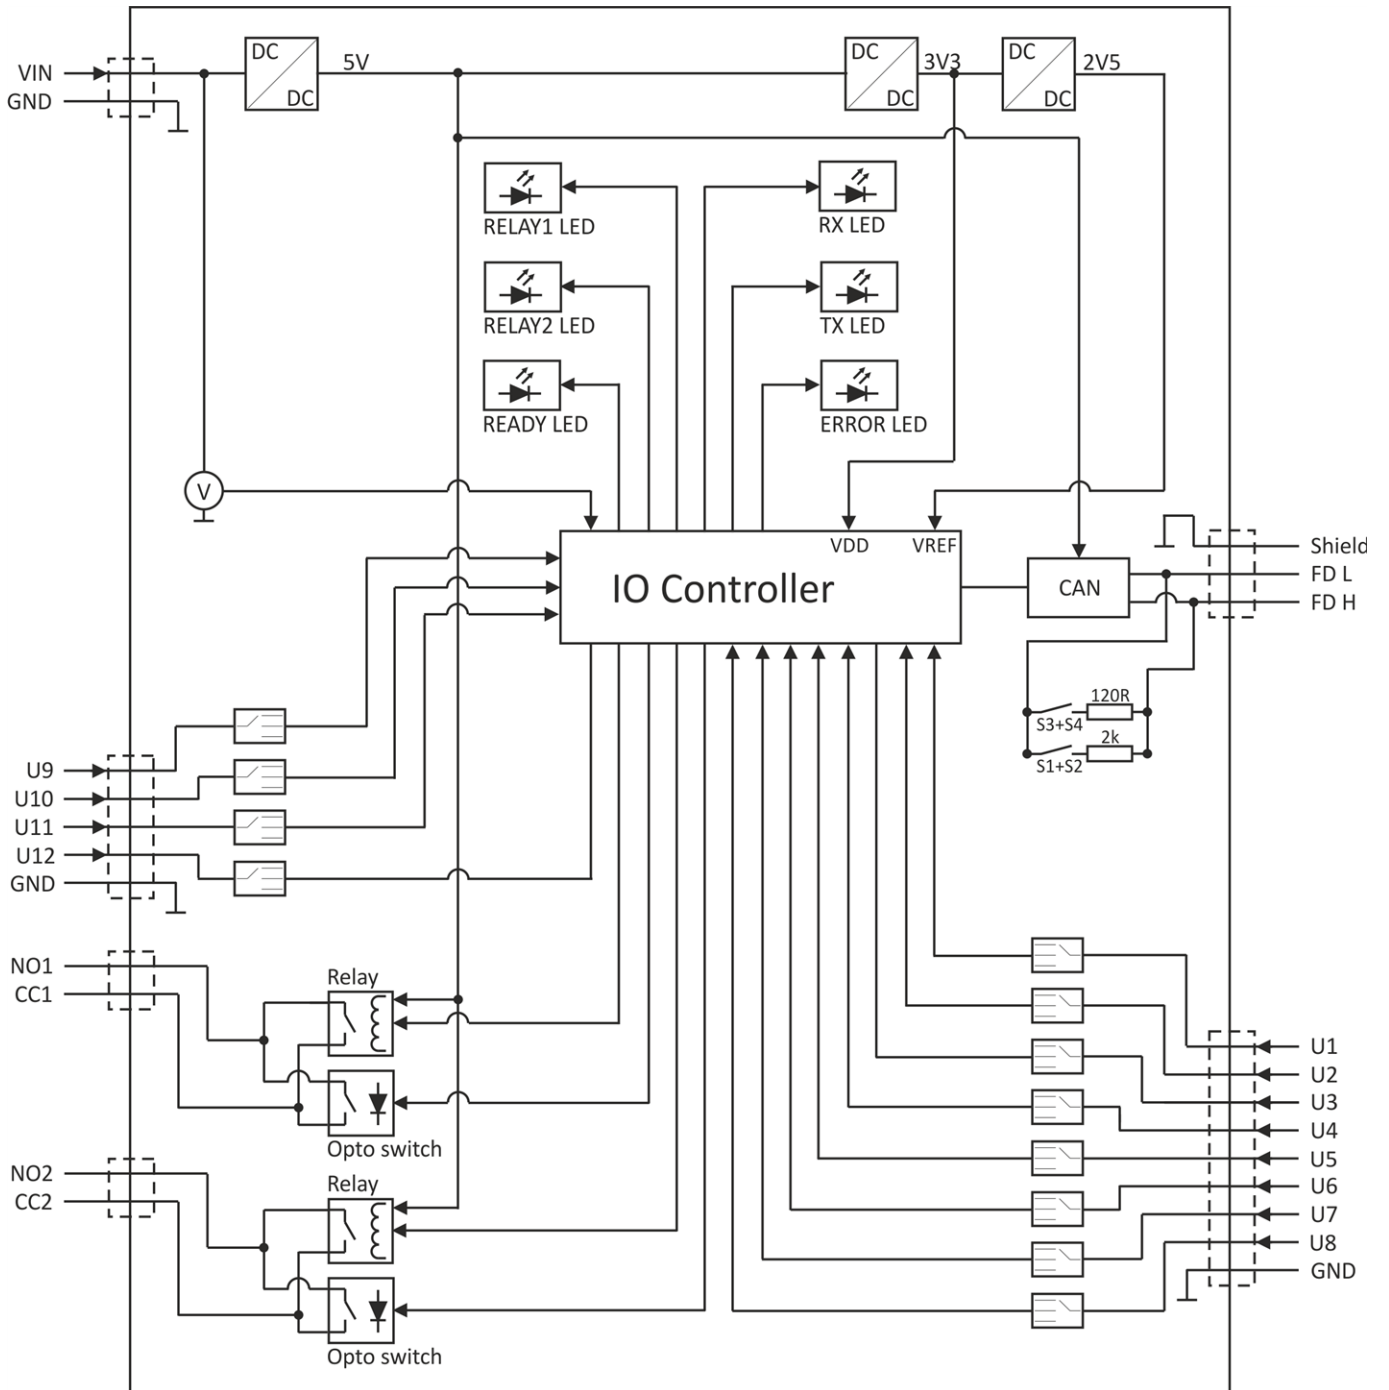 DC
DC
5V
DC
DC
3V3
DC
DC
2V5
VIN
GND
RELAY1 LED
RX LED
RELAY2 LED
TX LED
READY LED
ERROR LED
V
VDD
VREF
IO Controller
CAN
Shield
FD L
FD H
120R
S3+S4
2k
S1+S2
U9
U10
U11
U12
GND
NO1
CC1
Relay
Opto switch
NO2
CC2
Relay
Opto switch
U1
U2
U3
U4
U5
U6
U7
U8
GND